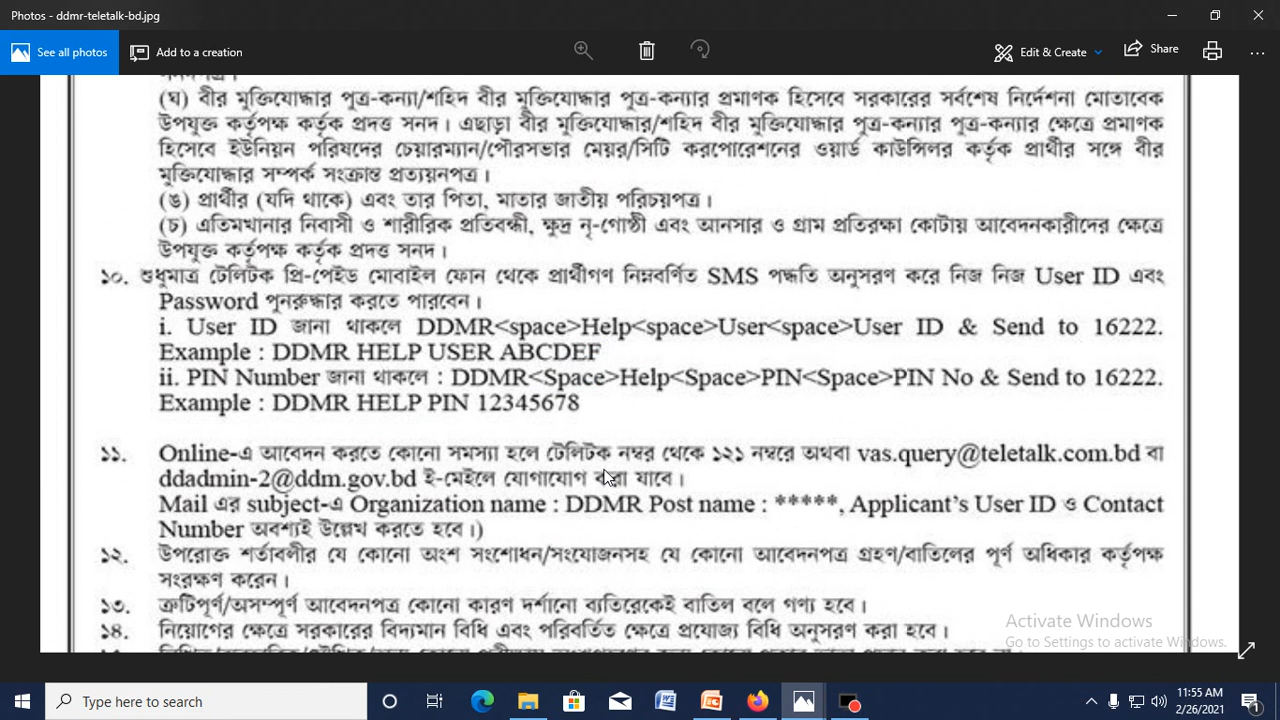 Photos - ddmr-teletalk-bd.jpg
See all photos
Add to a creation
Edit & Create
Share
সনদপত্র।
(ঘ) বীর মুক্তিযোদ্ধার পুত্র-কন্যা/শহিদ বীর মুক্তিযোদ্ধার পুত্র-কন্যার প্রমাণক হিসেবে সরকারের সর্বশেষ নির্দেশনা মোতাবেক
উপযুক্ত কর্তৃপক্ষ কর্তৃক প্রদত্ত সনদ। এছাড়া বীর মুক্তিযোদ্ধার/শহিদ বীর মুক্তিযোদ্ধার পুত্র-কন্যার পুত্র-কন্যার ক্ষেত্রে প্রমাণক
হিসেবে ইউনিয়ন পরিষদের চেয়ারম্যান/পৌরসভার মেয়র/সিটি করপোরেশনের ওয়ার্ড কাউন্সিলর কর্তৃক প্রার্থীর সঙ্গে বীর
মুক্তিযোদ্ধার সম্পর্ক সংক্রান্ত প্রত্যয়নপত্র।
(ঙ) প্রার্থীর (যদি থাকে) এবং তার পিতা, মাতার জাতীয় পরিচয়পত্র।
(চ) এতিমখানার নিবাসী ও শারীরিক প্রতিবন্ধী, ক্ষুদ্র নৃ-গোষ্ঠী এবং আনসার ও গ্রাম প্রতিরক্ষা কোটায় আবেদনকারীদের ক্ষেত্রে
উপযুক্ত কর্তৃপক্ষ কর্তৃক প্রদত্ত সনদ।
১০. শুধুমাত্র টেলিটক প্রি-পেইড মোবাইল ফোন থেকে প্রার্থীগণ নিম্নবর্ণিত SMS পদ্ধতি অনুসরণ করে নিজ নিজ User ID এবং
Password পুনরুদ্ধার করতে পারবেন।
i. User ID জানা থাকলে DDMR<space>Help<space>User<space>User ID & Send to 16222.
Example : DDMR HELP USER ABCDEF
ii. PIN Number জানা থাকলে : DDMR<Space>Help<Space>PIN<Space>PIN No & Send to 16222.
Example : DDMR HELP PIN 12345678
১১. Online-এ আবেদন করতে কোনো সমস্যা হলে টেলিটক নম্বর থেকে ১২১ নম্বরে অথবা vas.query@teletalk.com.bd বা
ddadmin-2@ddm.gov.bd ই-মেইলে যোগাযোগ করা যাবে।
Mail এর subject-এ Organization name : DDMR Post name : *****, Applicant's User ID ও Contact
Number অবশ্যই উল্লেখ করতে হবে।)
১২. উপরোক্ত শর্তাবলীর যে কোনো অংশ সংশোধন/সংযোজনসহ যে কোনো আবেদনপত্র গ্রহণ/বাতিলের পূর্ণ অধিকার কর্তৃপক্ষ
সংরক্ষণ করেন।
১৩. ত্রুটিপূর্ণ/অসম্পূর্ণ আবেদনপত্র কোনো কারণ দর্শানো ব্যতিরেকেই বাতিল বলে গণ্য হবে।
১৪. নিয়োগের ক্ষেত্রে সরকারের বিদ্যমান বিধি এবং পরিবর্তিত ক্ষেত্রে প্রযোজ্য বিধি অনুসরণ করা হবে।
Activate Windows
Go to Settings to activate Windows.
Type here to search
11:55 AM
2/26/2021
1